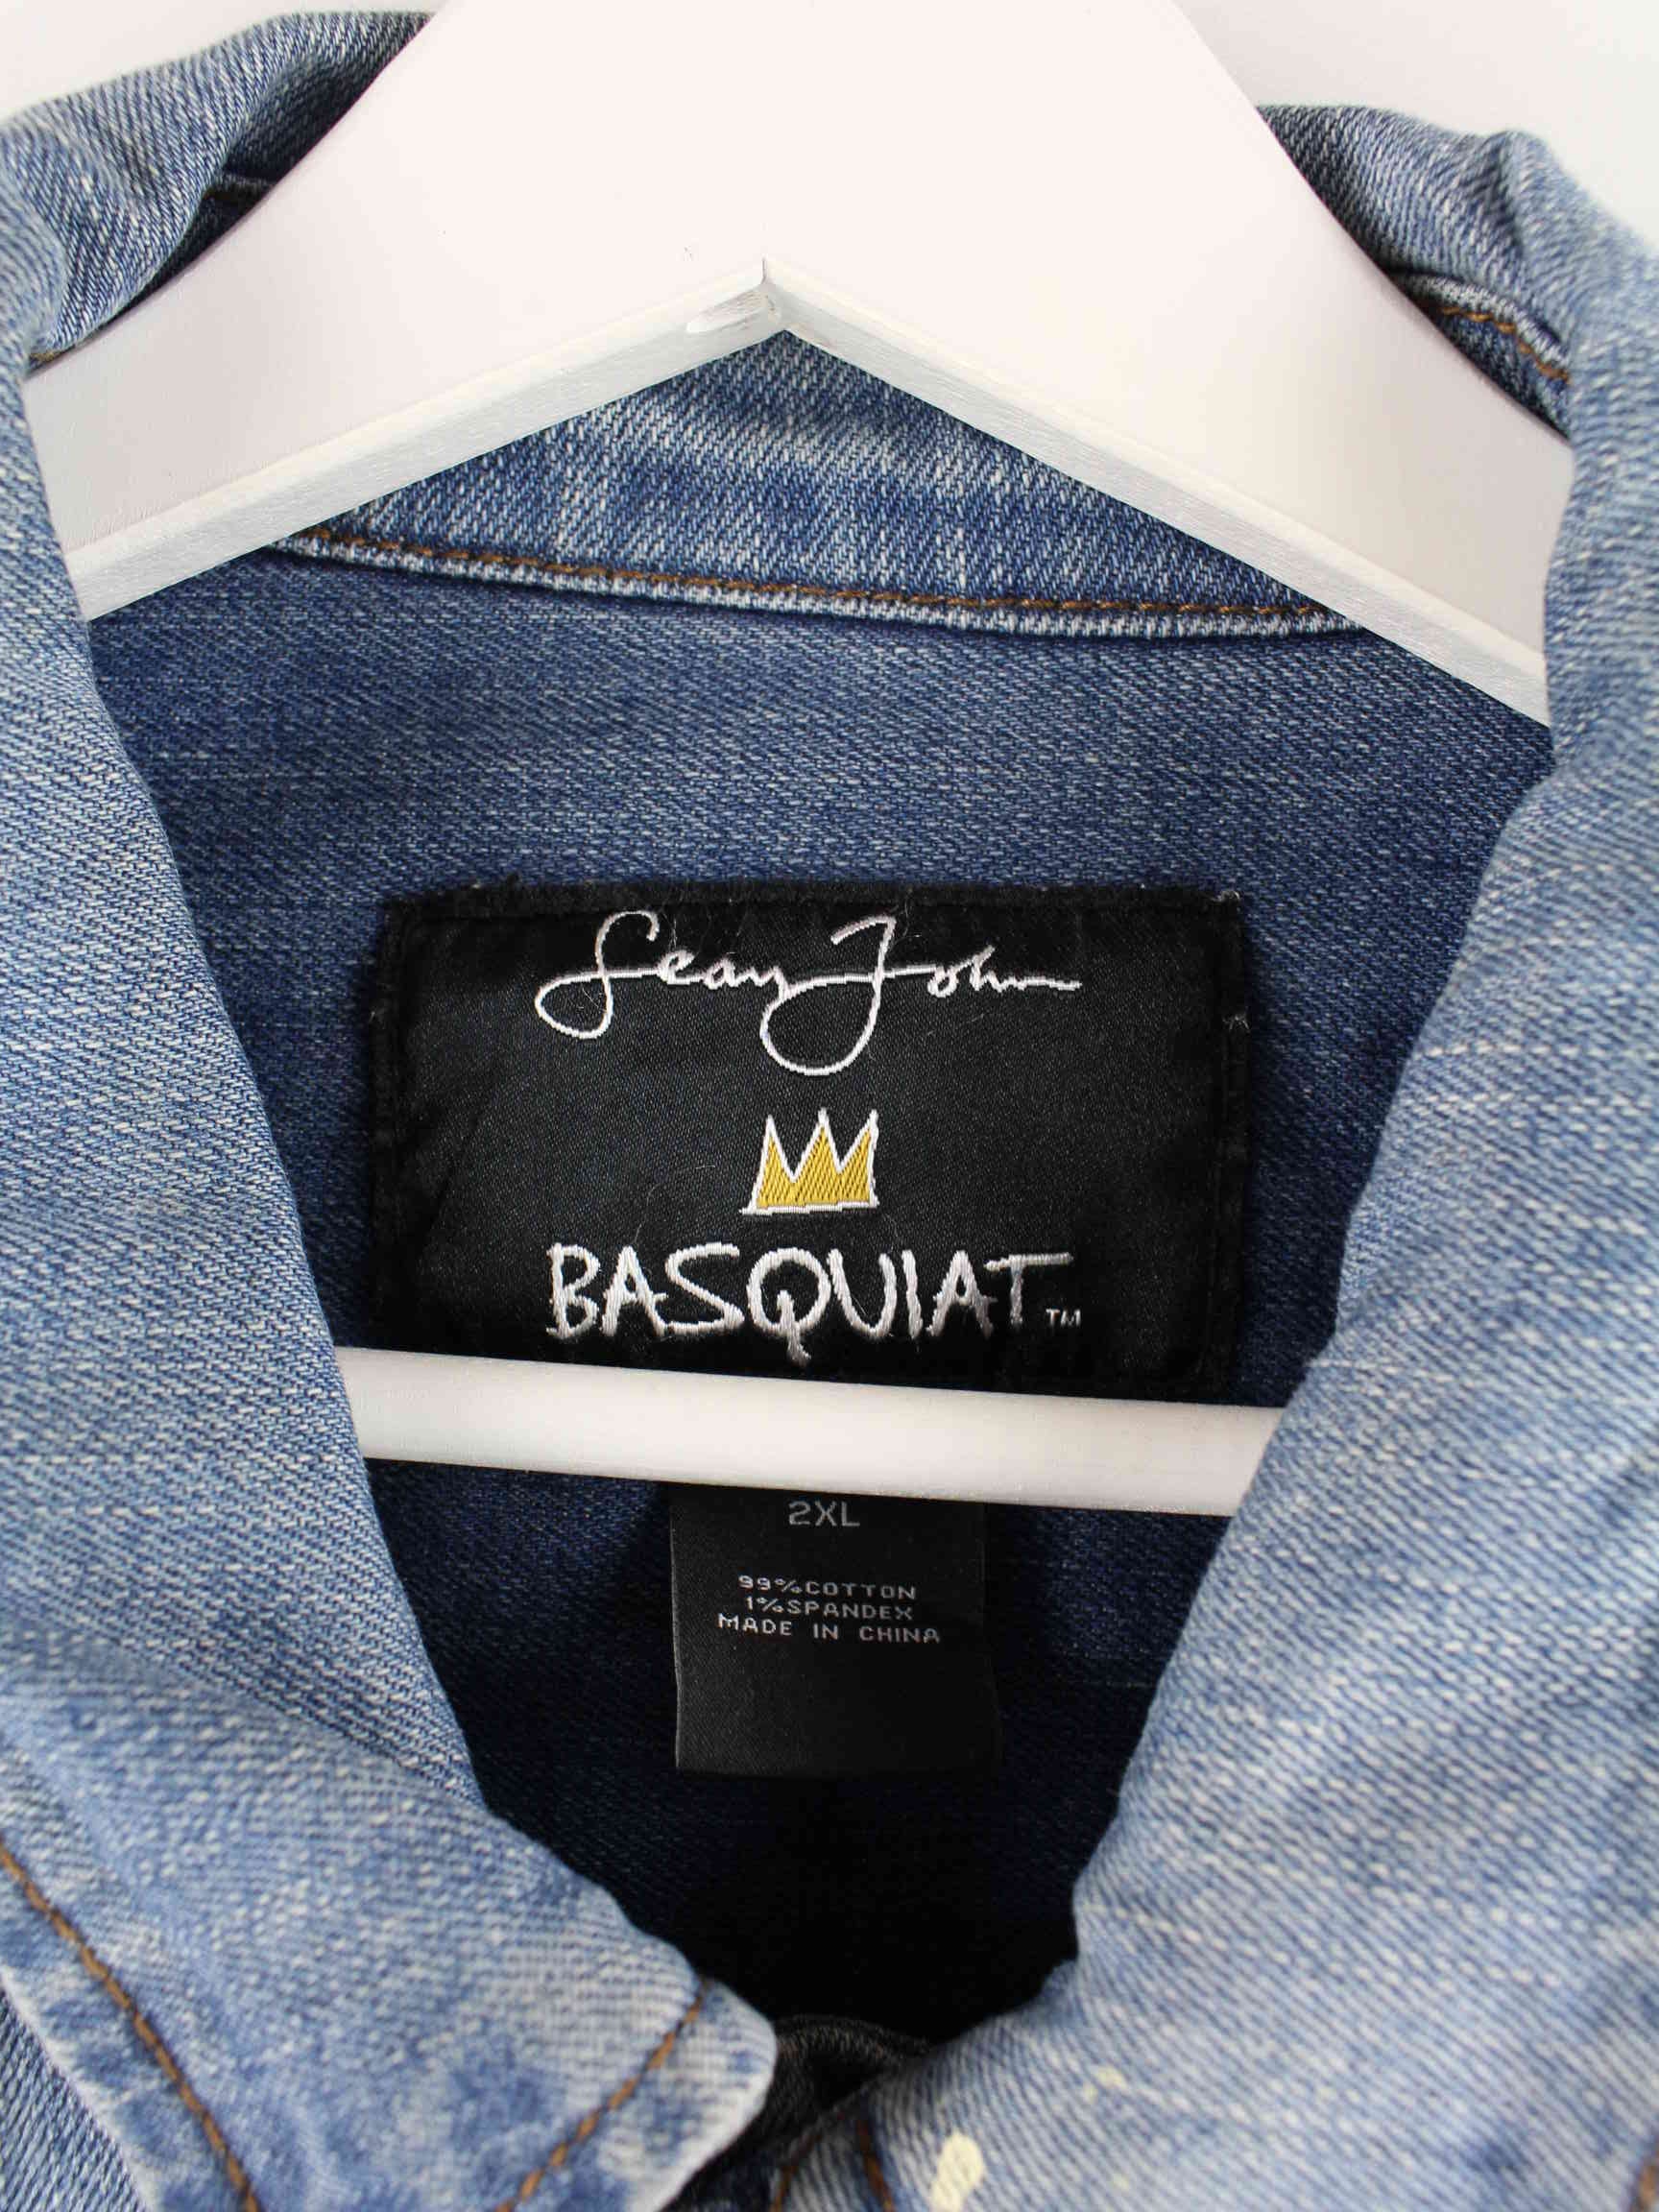 Sean John
BASQUIAT™
2XL
99%COTTON
1%SPANDEX
MADE IN CHINA